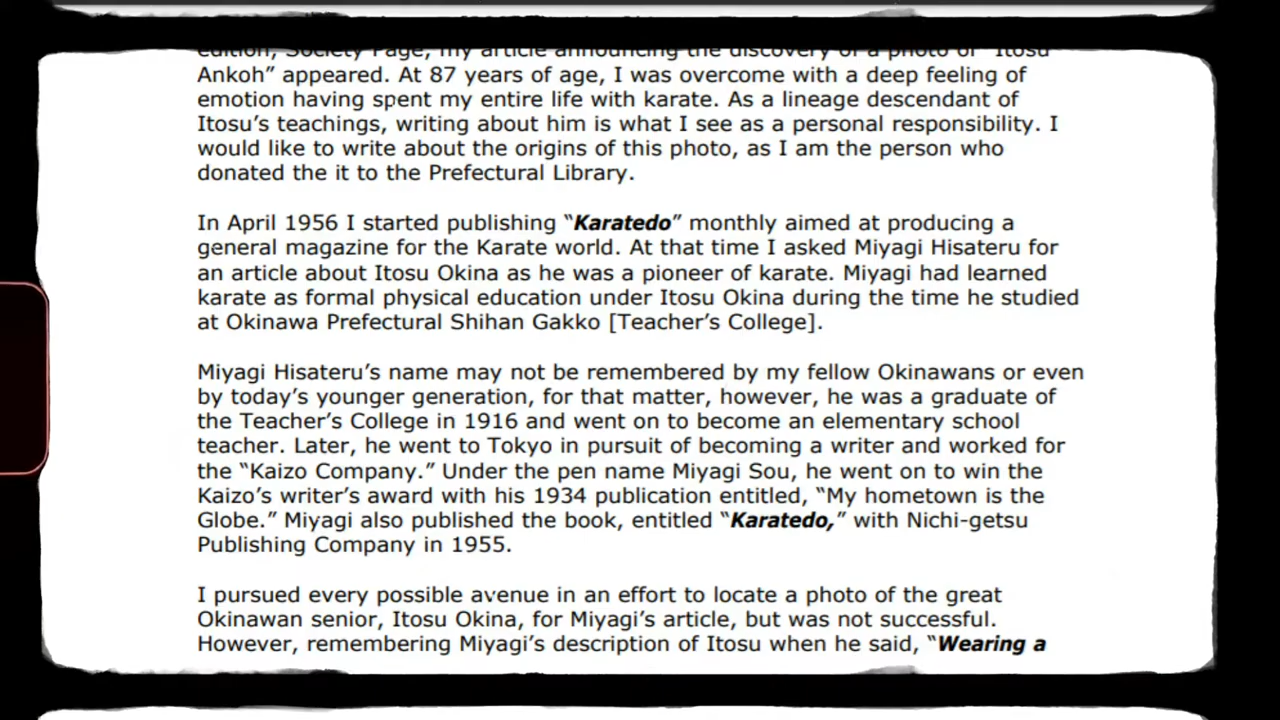 edition, Society Page, my article announcing the discovery of a photo of "Itosu
Ankoh” appeared. At 87 years of age, I was overcome with a deep feeling of
emotion having spent my entire life with karate. As a lineage descendant of
Itosu’s teachings, writing about him is what I see as a personal responsibility. I
would like to write about the origins of this photo, as I am the person who
donated the it to the Prefectural Library.
In April 1956 I started publishing “Karatedo” monthly aimed at producing a
general magazine for the Karate world. At that time I asked Miyagi Hisateru for
an article about Itosu Okina as he was a pioneer of karate. Miyagi had learned
karate as formal physical education under Itosu Okina during the time he studied
at Okinawa Prefectural Shihan Gakko [Teacher’s College].
Miyagi Hisateru’s name may not be remembered by my fellow Okinawans or even
by today’s younger generation, for that matter, however, he was a graduate of
the Teacher’s College in 1916 and went on to become an elementary school
teacher. Later, he went to Tokyo in pursuit of becoming a writer and worked for
the “Kaizo Company.” Under the pen name Miyagi Sou, he went on to win the
Kaizo’s writer’s award with his 1934 publication entitled, “My hometown is the
Globe.” Miyagi also published the book, entitled “Karatedo,” with Nichi-getsu
Publishing Company in 1955.
I pursued every possible avenue in an effort to locate a photo of the great
Okinawan senior, Itosu Okina, for Miyagi’s article, but was not successful.
However, remembering Miyagi’s description of Itosu when he said, “Wearing a